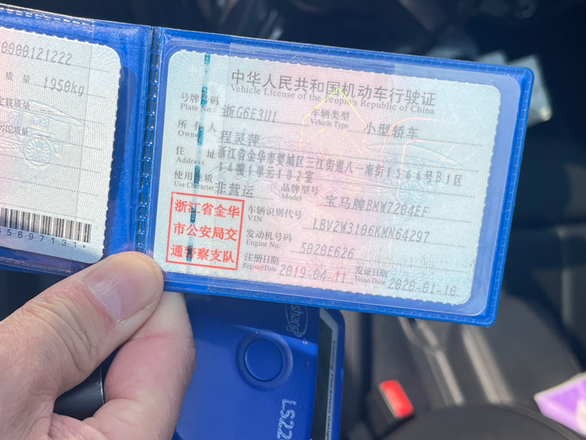 0000121222
质量 1950kg
中华人民共和国机动车行驶证
Vehicle License of the People's Republic of China
号牌号码 浙G6E3U1 车辆类型 小型轿车
Plate No. Vehicle Type
所有人 程灵萍
Owner
住址 浙江省金华市婺城区三江街道八一南街1566号B1区
Address 14幢1单元102室
使用性质 非营运 品牌型号 宝马牌BMW7204EF
Use Character Model
浙江省金华
市公安局交
通警察支队
车辆识别代号 LBV2W3106KMN64297
VIN
发动机号码 5020E626
Engine No.
注册日期 2019-04-11 发证日期 2020-01-16
Register Date Issue Date
LS22